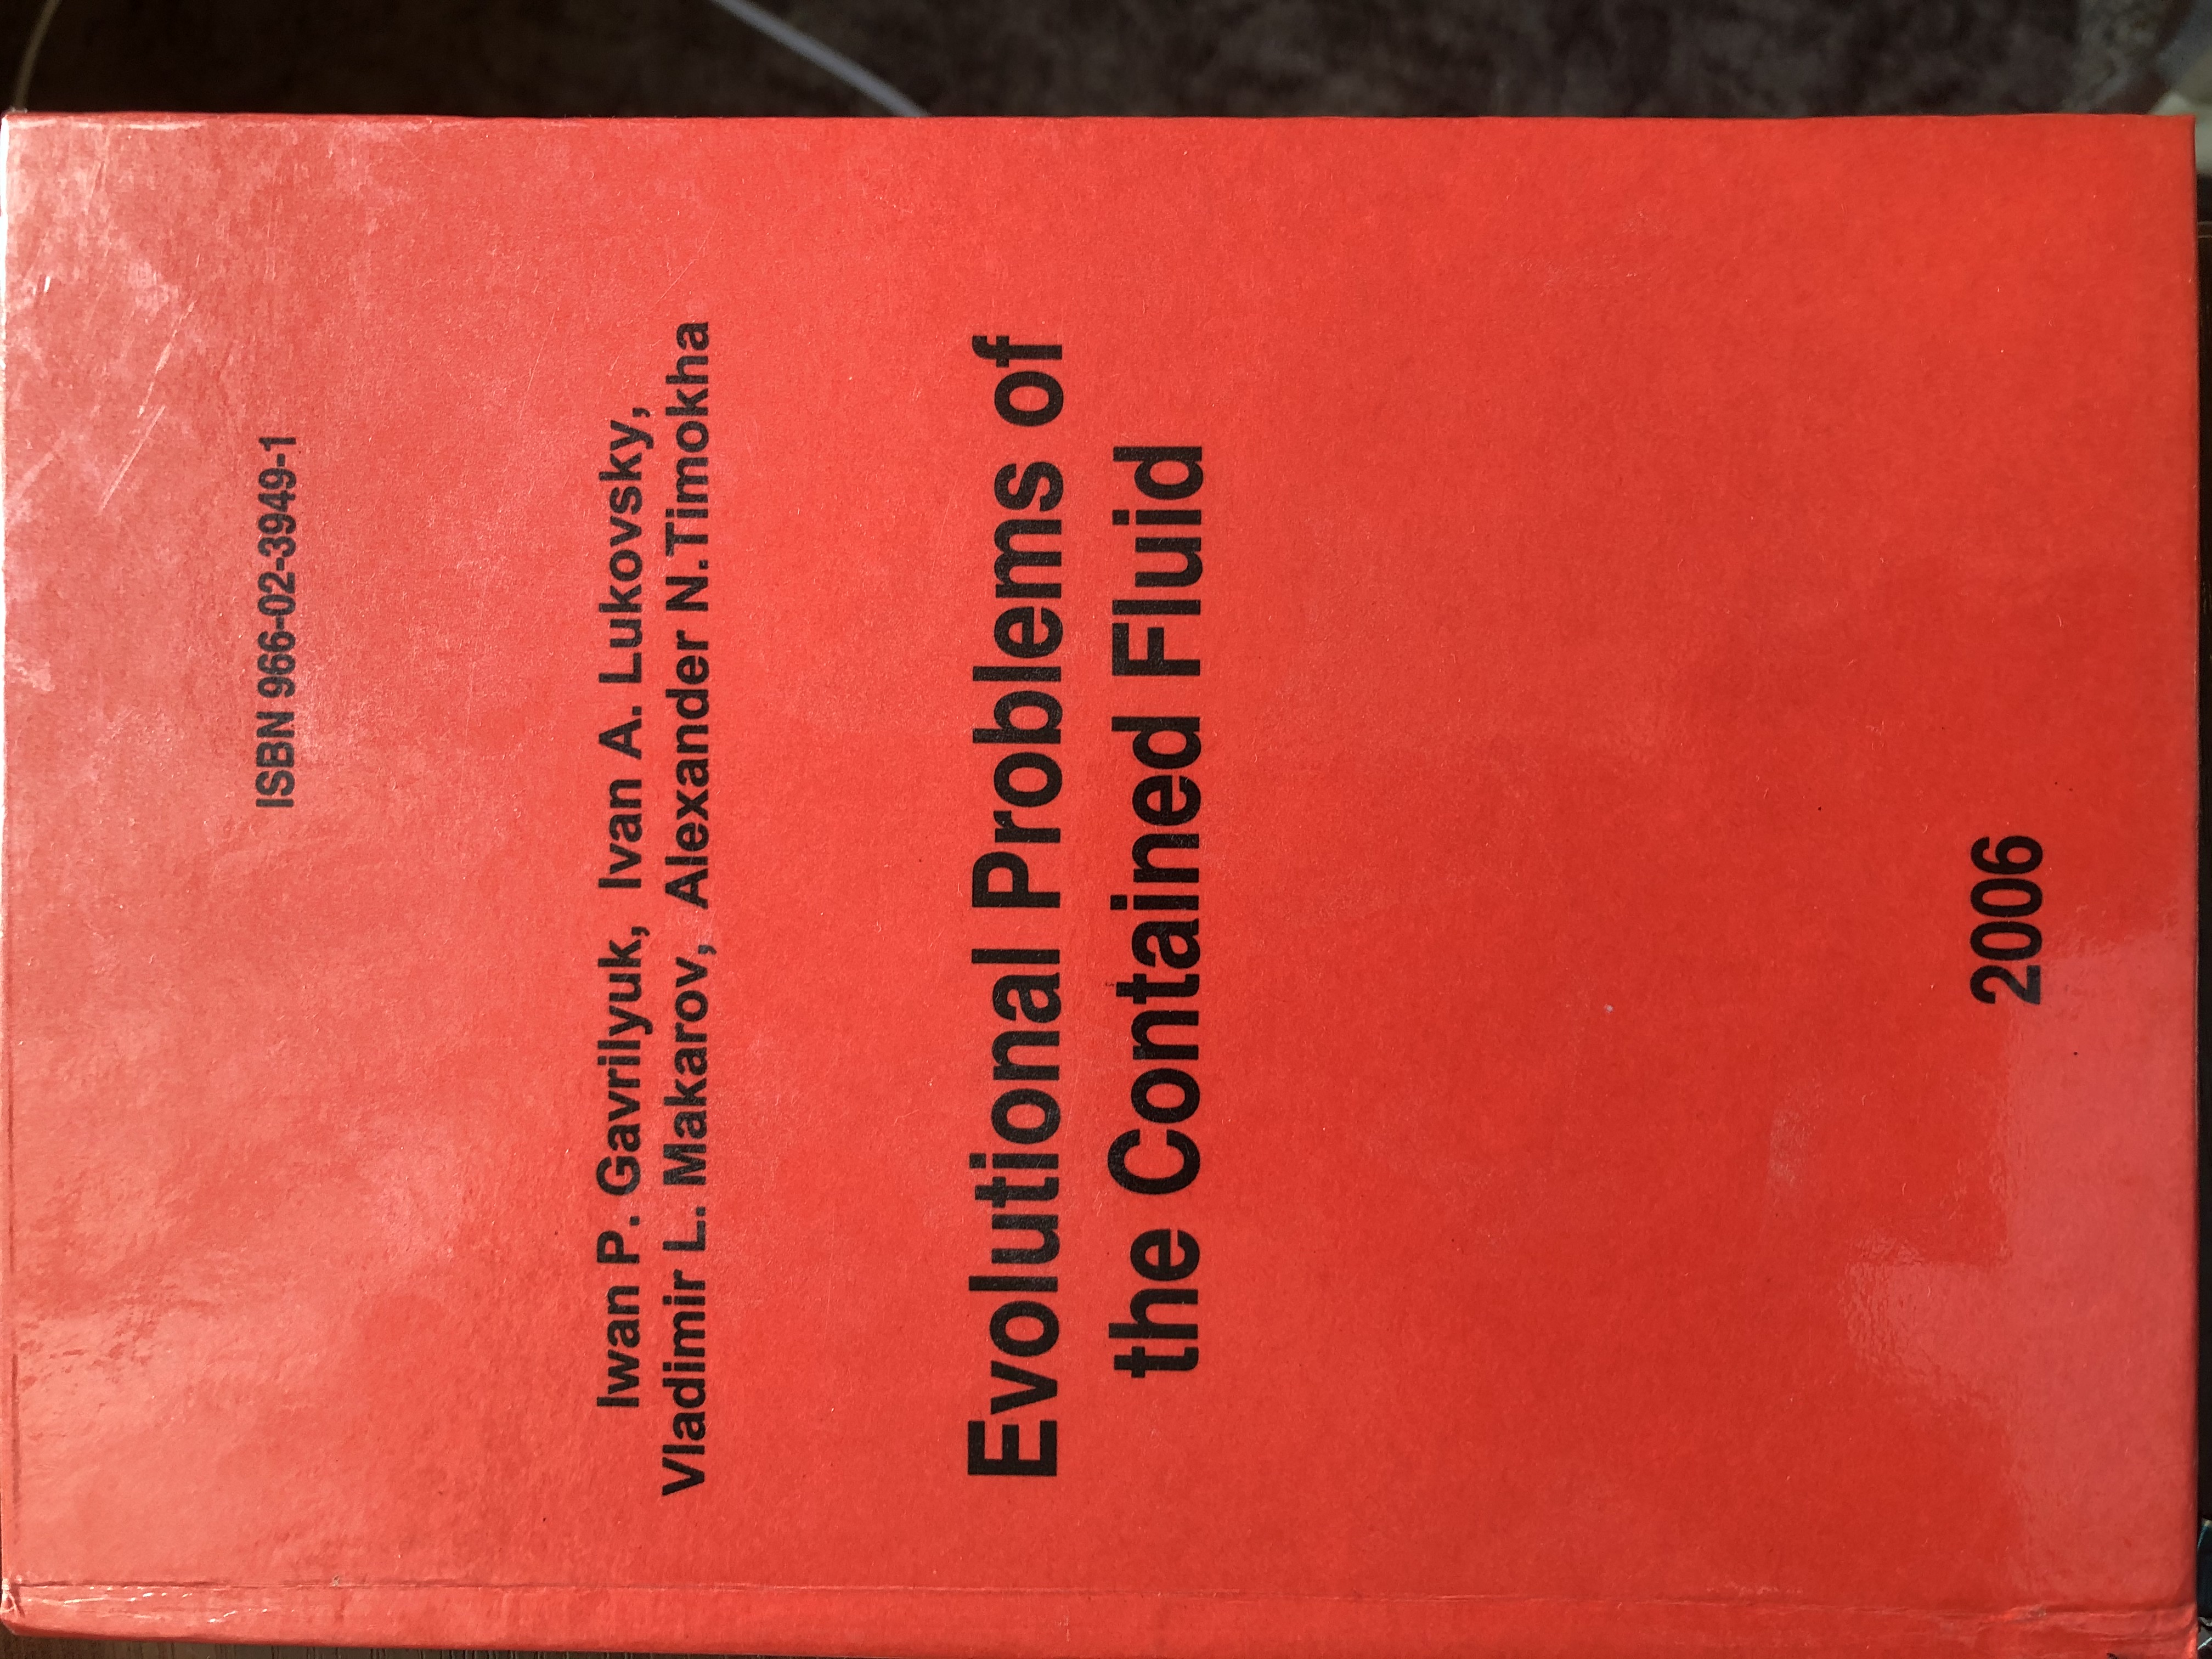 ISBN 966-02-3949-1
Iwan P. Gavrilyuk, Ivan A. Lukovsky,
Vladimir L. Makarov, Alexander N.Timokha
Evolutional Problems of
the Contained Fluid
2006